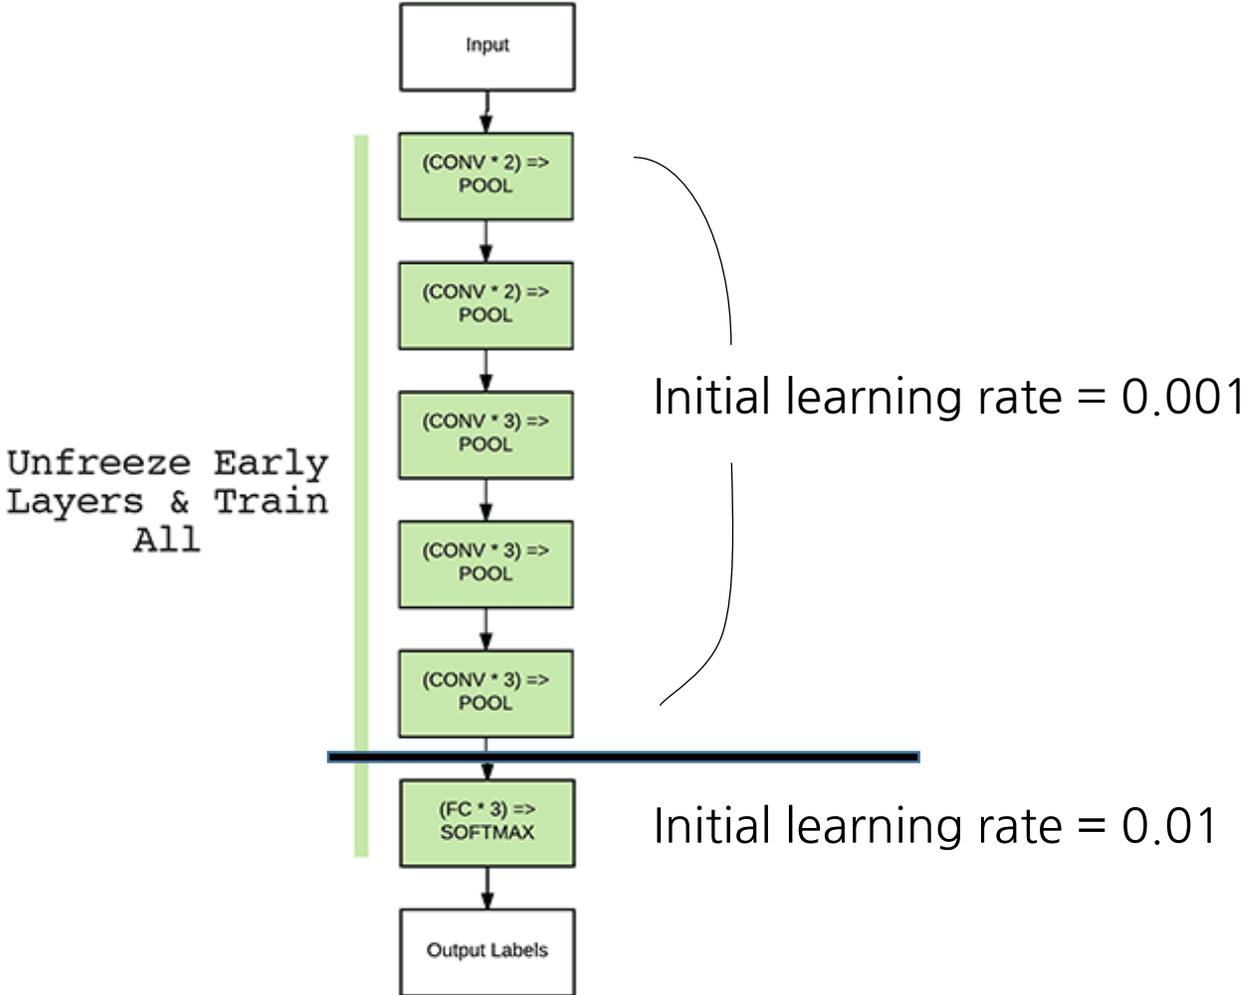 Input
(CONV * 2) =>
POOL
(CONV * 2) =>
POOL
(CONV * 3) =>
POOL
(CONV * 3) =>
POOL
(CONV * 3) =>
POOL
(FC * 3) =>
SOFTMAX
Output Labels
Unfreeze Early
Layers & Train
All
Initial learning rate = 0.001
Initial learning rate = 0.01